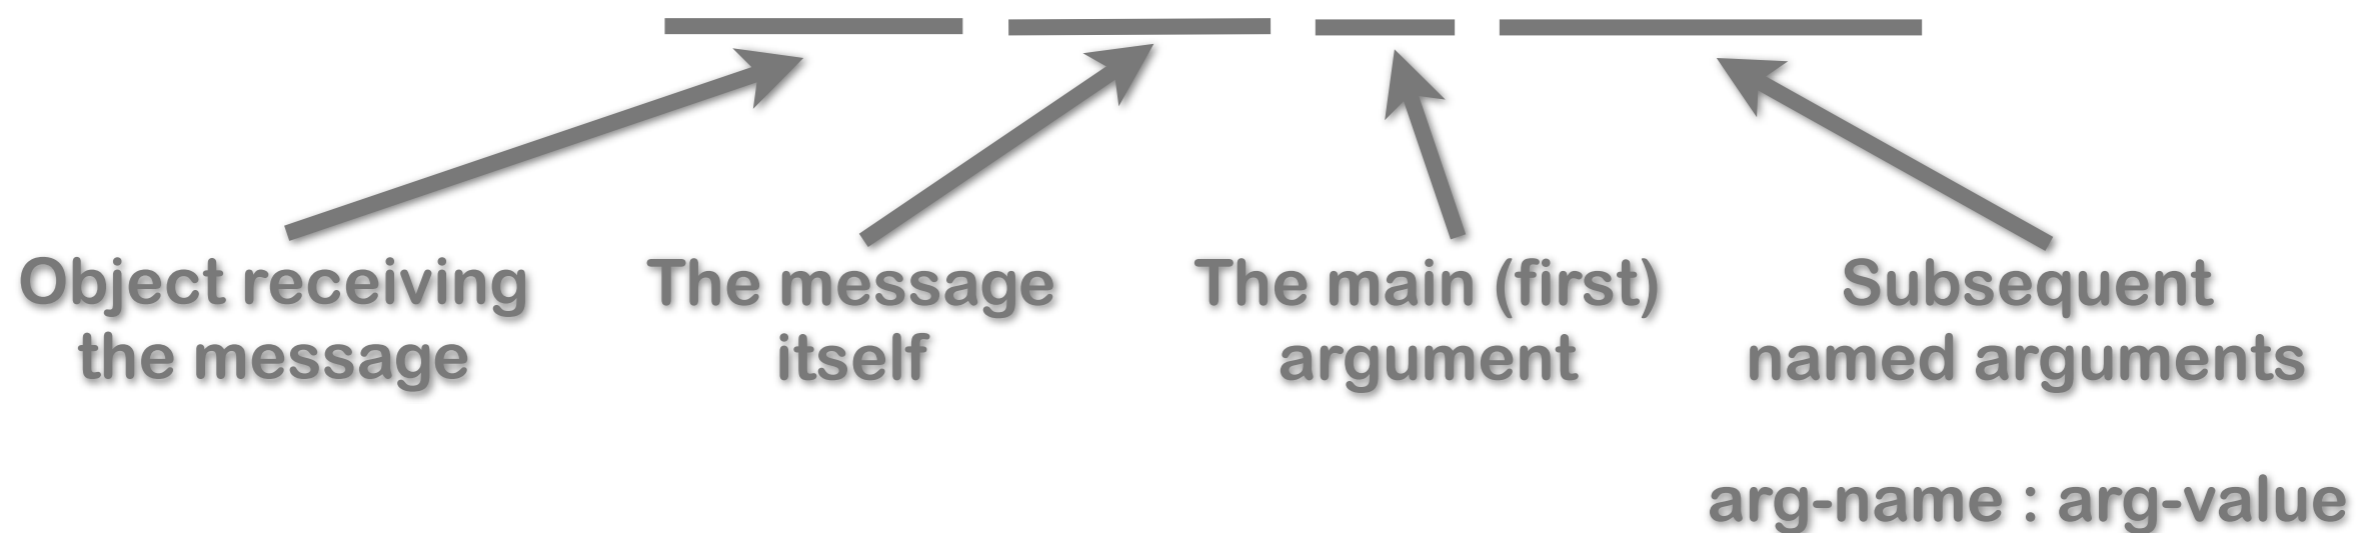 Object receiving
the message
The message
itself
The main (first)
argument
Subsequent
named arguments
arg-name : arg-value